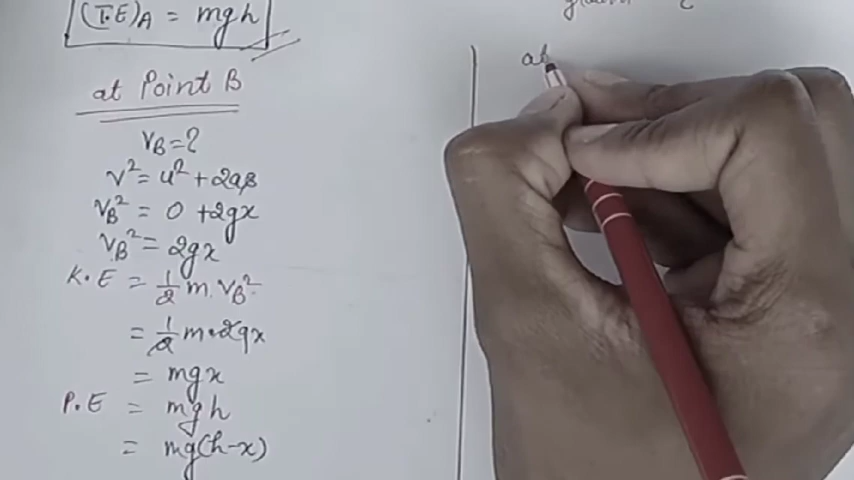 (T.E)A = mgh
at Point B
VB = ?
V² = u² + 2as
VB² = 0 + 2gx
VB² = 2gx
K.E = 1/2 m. VB²
= 1/2 m × 2gx
= mgx
P.E = mgh
= mg(h-x)